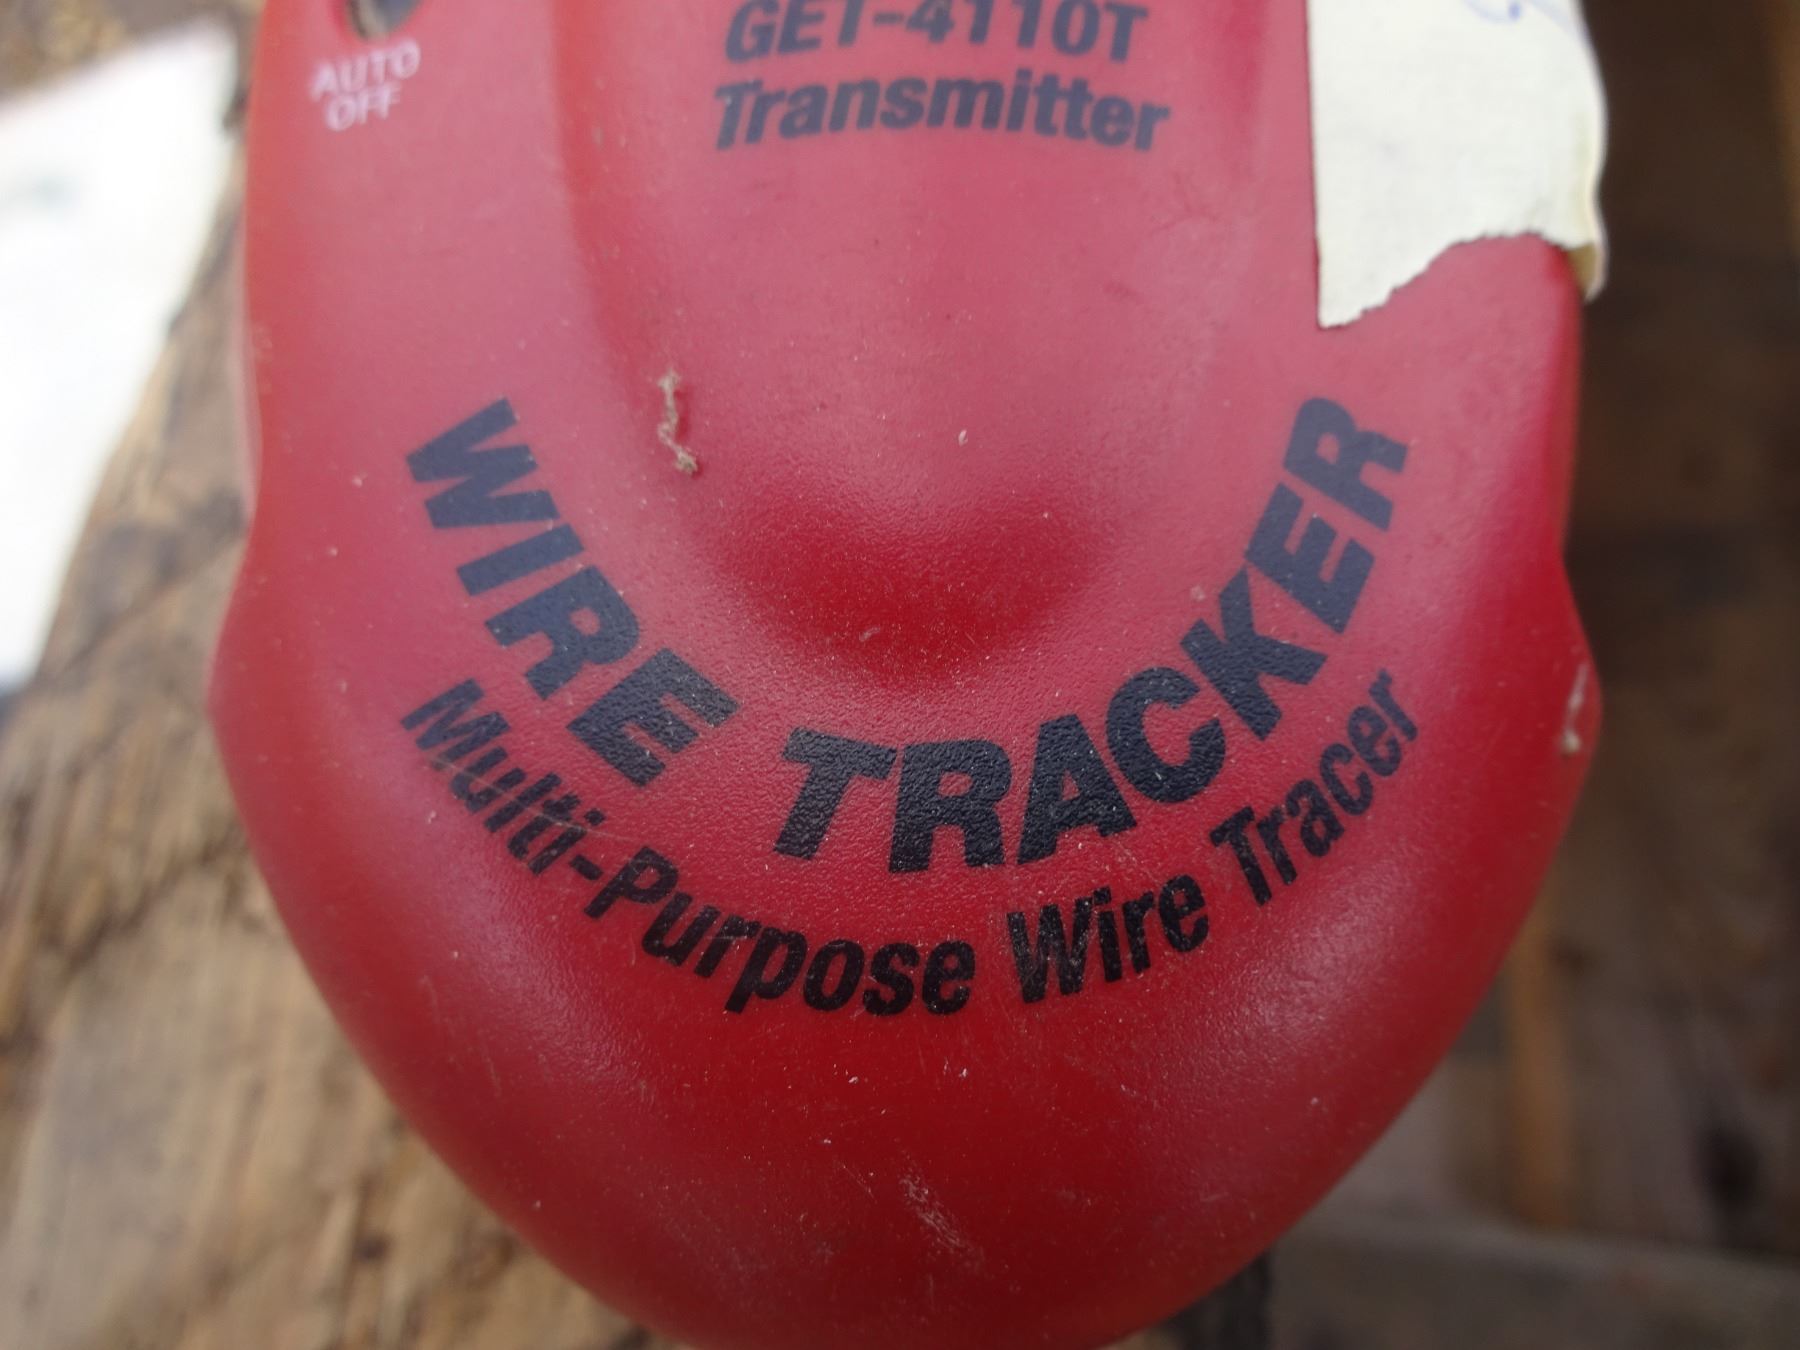 GET-4110T
Transmitter
AUTO
OFF
WIRE TRACKER
Multi-Purpose Wire Tracer